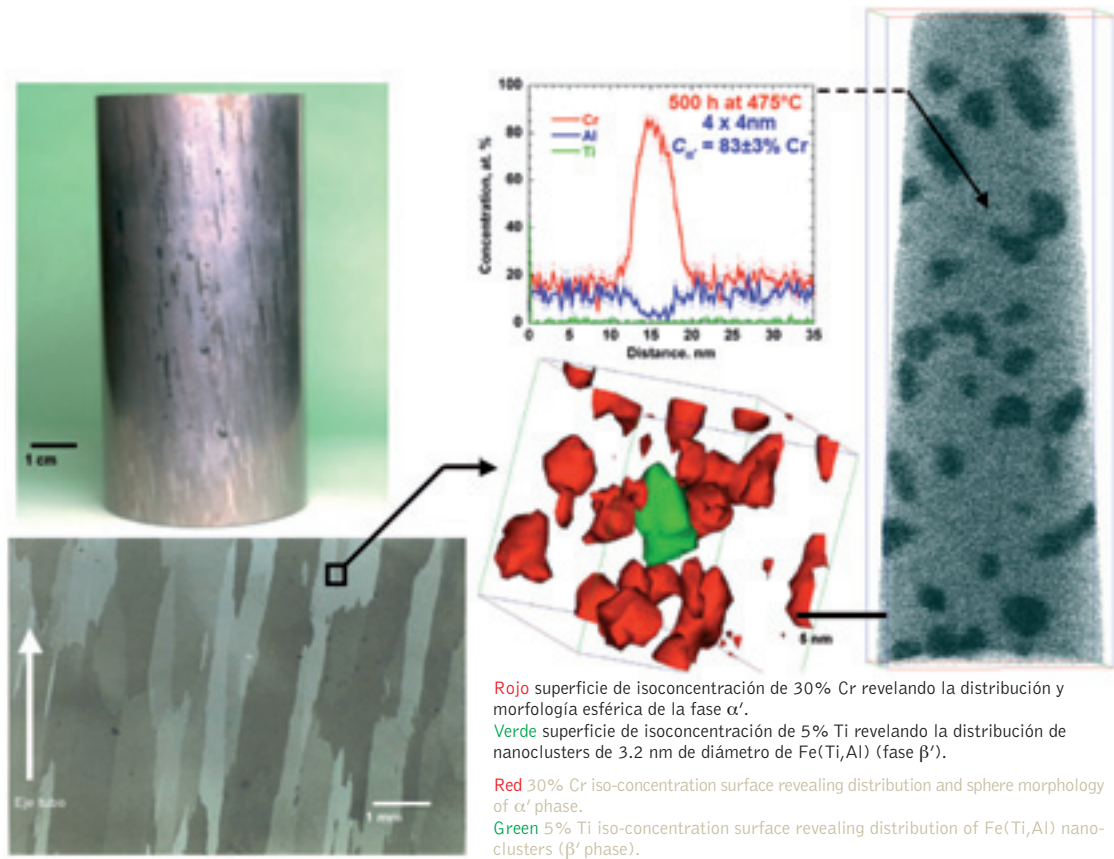 1 cm
Eje tubo
1 mm
Concentration, at. %
100
80
60
40
20
0
Cr
Al
Ti
500 h at 475°C
4 x 4nm
Cα' = 83±3% Cr
0 5 10 15 20 25 30 35
Distance, nm
5 nm
Rojo superficie de isoconcentración de 30% Cr revelando la distribución y
morfología esférica de la fase α'.
Verde superficie de isoconcentración de 5% Ti revelando la distribución de
nanoclusters de 3.2 nm de diámetro de Fe(Ti,Al) (fase β').
Red 30% Cr iso-concentration surface revealing distribution and sphere morphology
of α' phase.
Green 5% Ti iso-concentration surface revealing distribution of Fe(Ti,Al) nano-
clusters (β' phase).